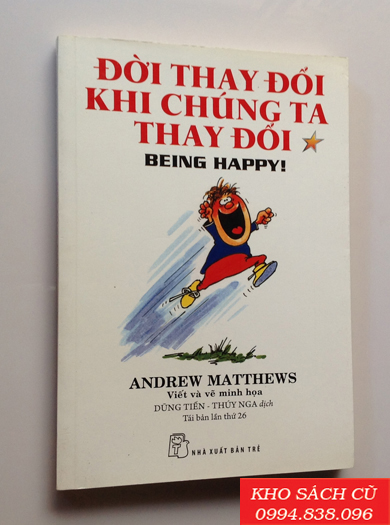 ĐỜI THAY ĐỔI
KHI CHÚNG TA
THAY ĐỔI
BEING HAPPY!
ANDREW MATTHEWS
Viết và vẽ minh họa
DŨNG TIẾN - THÚY NGA dịch
Tái bản lần thứ 26
NHÀ XUẤT BẢN TRẺ
KHO SÁCH CŨ
0994.838.096